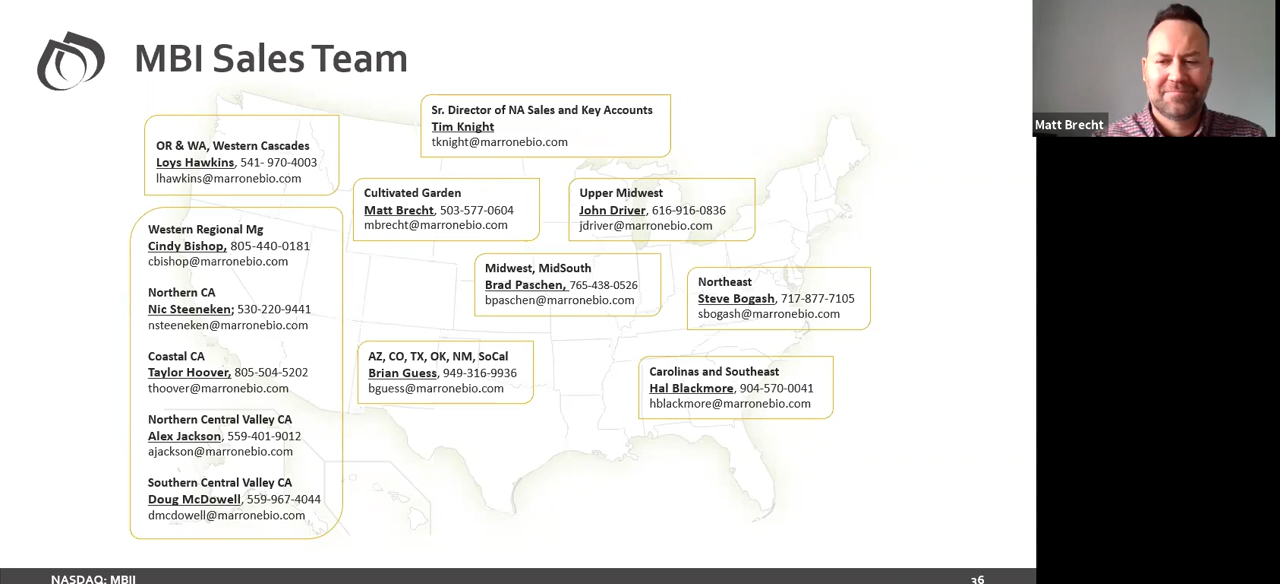 MBI Sales Team
Sr. Director of NA Sales and Key Accounts
Tim Knight
tknight@marronebio.com
OR & WA, Western Cascades
Loys Hawkins, 541- 970-4003
lhawkins@marronebio.com
Cultivated Garden
Matt Brecht, 503-577-0604
mbrecht@marronebio.com
Upper Midwest
John Driver, 616-916-0836
jdriver@marronebio.com
Western Regional Mg
Cindy Bishop, 805-440-0181
cbishop@marronebio.com
Northern CA
Nic Steeneken; 530-220-9441
nsteeneken@marronebio.com
Coastal CA
Taylor Hoover, 805-504-5202
thoover@marronebio.com
Northern Central Valley CA
Alex Jackson, 559-401-9012
ajackson@marronebio.com
Southern Central Valley CA
Doug McDowell, 559-967-4044
dmcdowell@marronebio.com
Midwest, MidSouth
Brad Paschen, 765-438-0526
bpaschen@marronebio.com
Northeast
Steve Bogash, 717-877-7105
sbogash@marronebio.com
AZ, CO, TX, OK, NM, SoCal
Brian Guess, 949-316-9936
bguess@marronebio.com
Carolinas and Southeast
Hal Blackmore, 904-570-0041
hblackmore@marronebio.com
NASDAQ: MBII
36
Matt Brecht